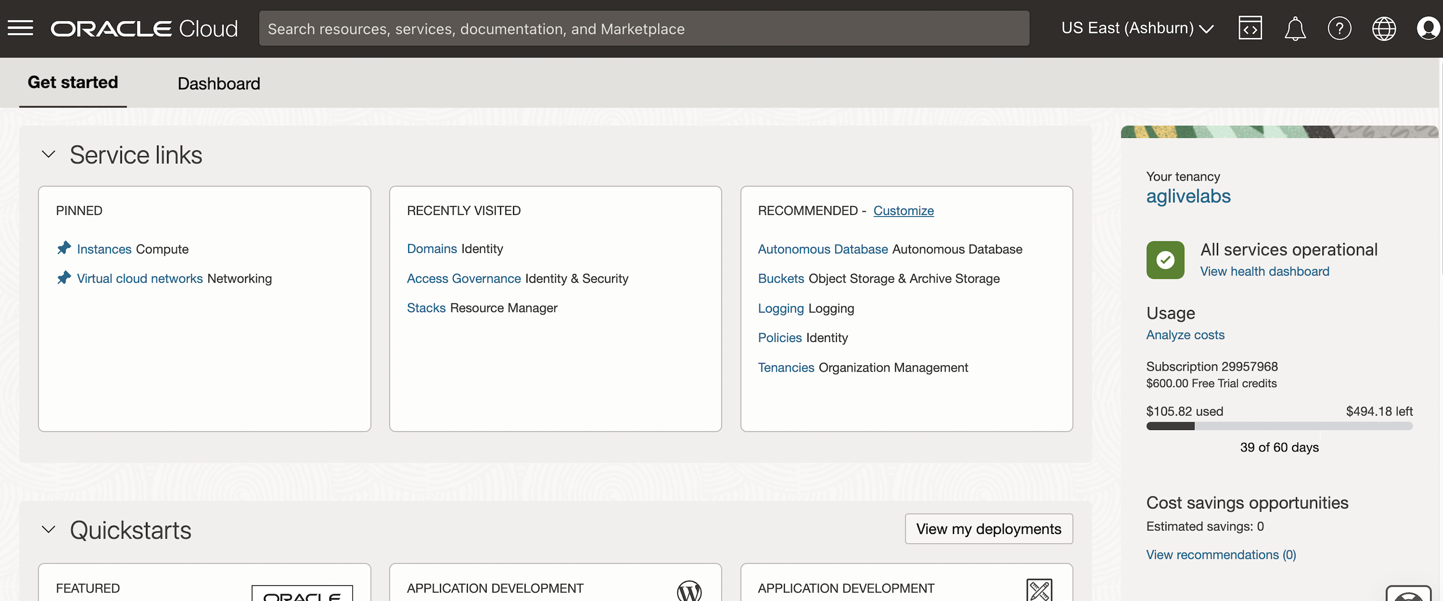 ORACLE Cloud
Search resources, services, documentation, and Marketplace
US East (Ashburn)
Get started
Dashboard
Service links
PINNED
Instances Compute
Virtual cloud networks Networking
RECENTLY VISITED
Domains Identity
Access Governance Identity & Security
Stacks Resource Manager
RECOMMENDED - Customize
Autonomous Database Autonomous Database
Buckets Object Storage & Archive Storage
Logging Logging
Policies Identity
Tenancies Organization Management
Your tenancy
aglivelabs
All services operational
View health dashboard
Usage
Analyze costs
Subscription 29957968
$600.00 Free Trial credits
$105.82 used
$494.18 left
39 of 60 days
Cost savings opportunities
Estimated savings: 0
View recommendations (0)
Quickstarts
View my deployments
FEATURED
ORACLE
APPLICATION DEVELOPMENT
APPLICATION DEVELOPMENT